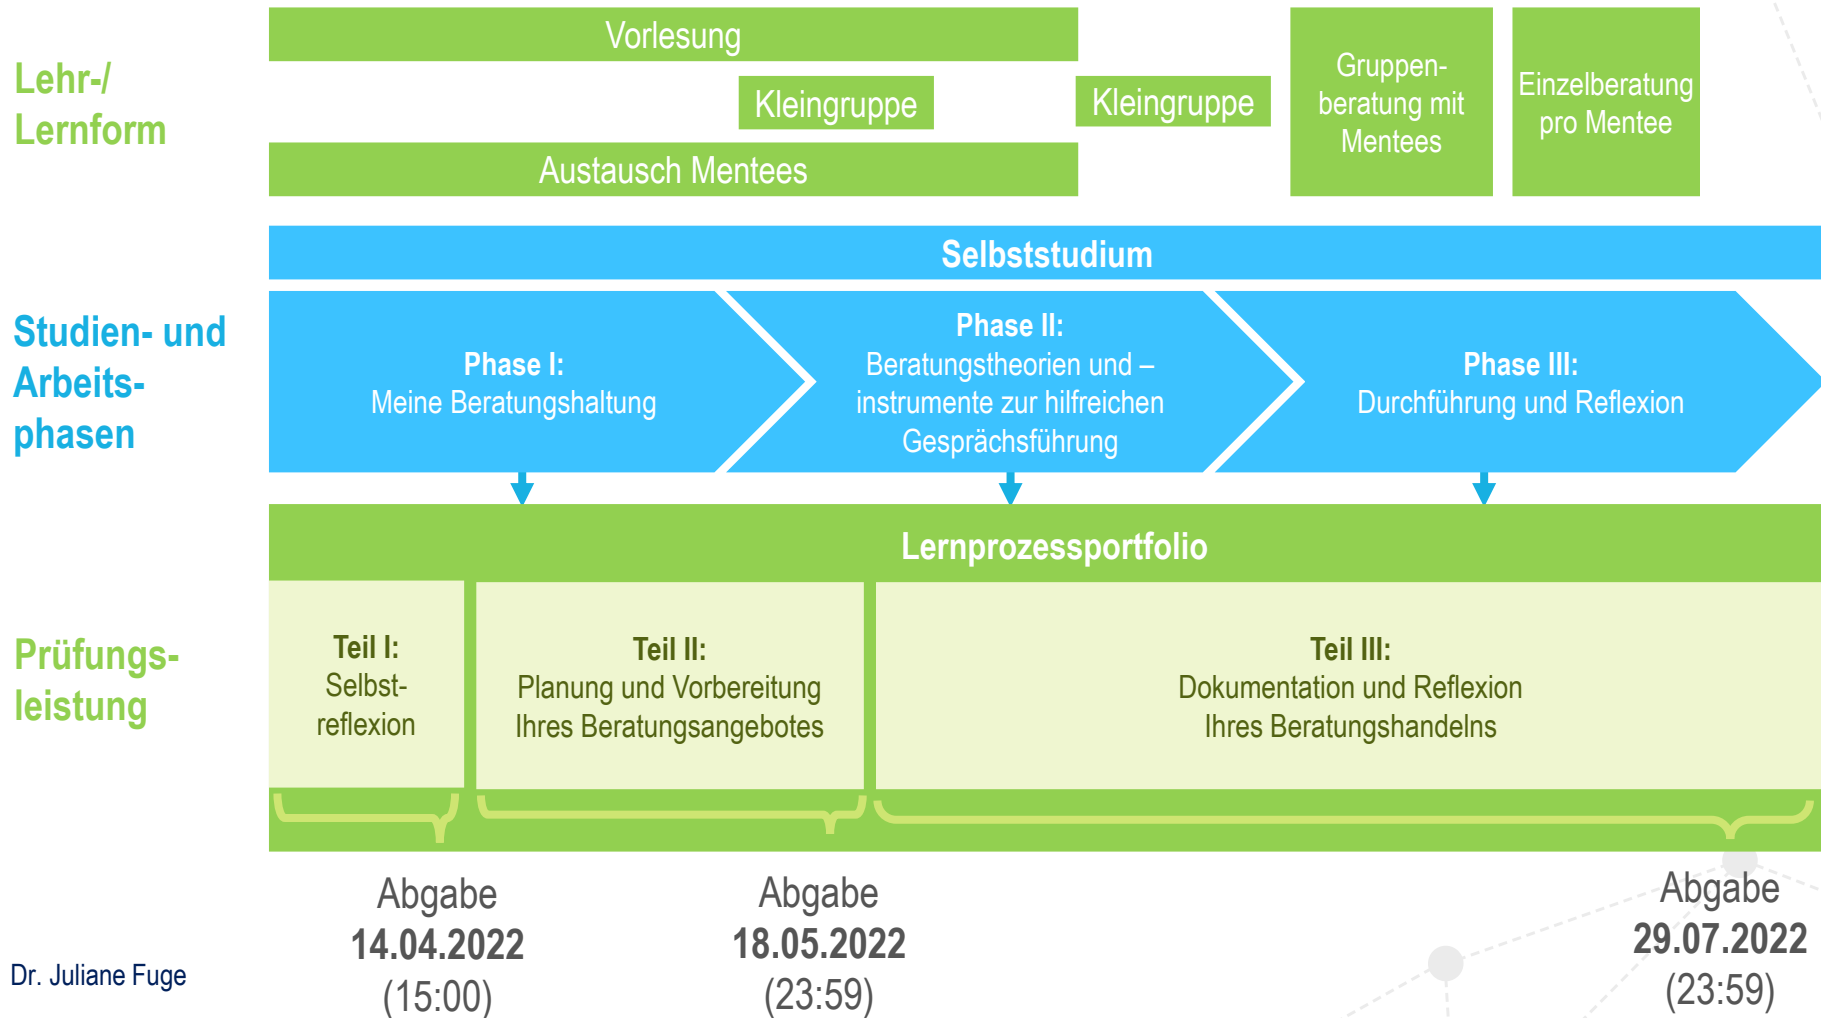 Lehr-/
Lernform
Vorlesung
Kleingruppe
Kleingruppe
Austausch Mentees
Gruppen-
beratung mit
Mentees
Einzelberatung
pro Mentee
Selbststudium
Studien- und
Arbeits-
phasen
Phase I:
Meine Beratungshaltung
Phase II:
Beratungstheorien und –
instrumente zur hilfreichen
Gesprächsführung
Phase III:
Durchführung und Reflexion
Lernprozessportfolio
Prüfungs-
leistung
Teil I:
Selbst-
reflexion
Teil II:
Planung und Vorbereitung
Ihres Beratungsangebotes
Teil III:
Dokumentation und Reflexion
Ihres Beratungshandelns
Abgabe
14.04.2022
(15:00)
Abgabe
18.05.2022
(23:59)
Abgabe
29.07.2022
(23:59)
Dr. Juliane Fuge